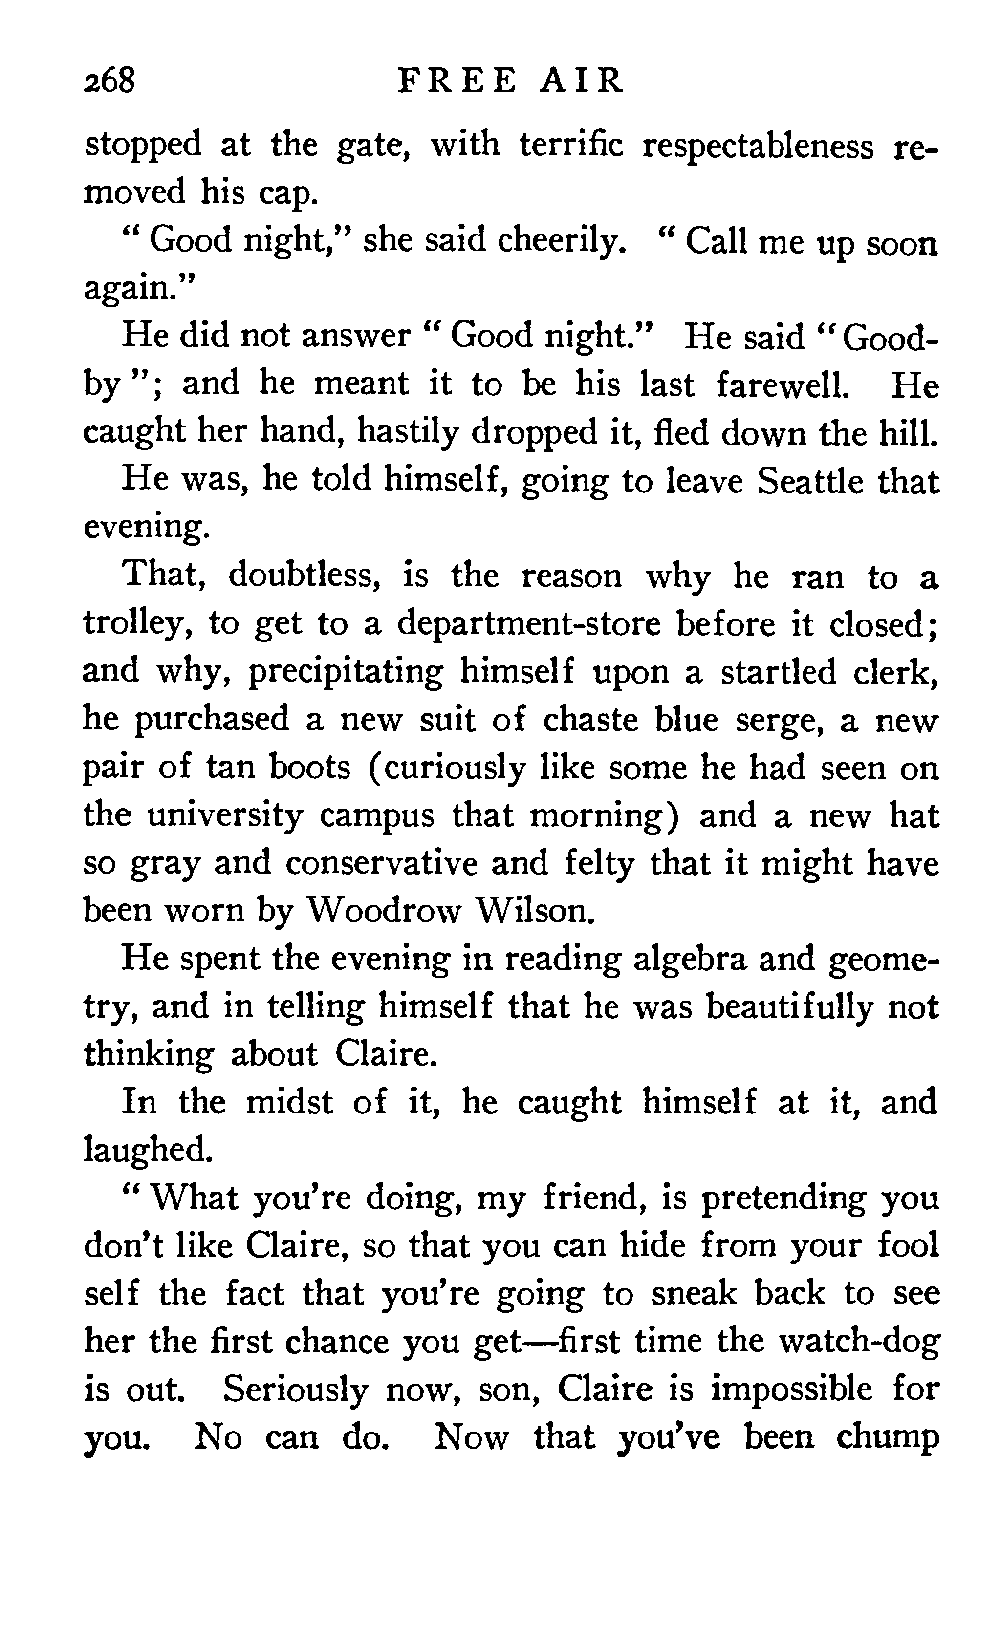 268 FREE AIR
stopped at the gate, with terrific respectableness re-
moved his cap.
“ Good night,” she said cheerily. “ Call me up soon
again.”
He did not answer “ Good night.” He said “ Good-
by ”; and he meant it to be his last farewell. He
caught her hand, hastily dropped it, fled down the hill.
He was, he told himself, going to leave Seattle that
evening.
That, doubtless, is the reason why he ran to a
trolley, to get to a department-store before it closed;
and why, precipitating himself upon a startled clerk,
he purchased a new suit of chaste blue serge, a new
pair of tan boots (curiously like some he had seen on
the university campus that morning) and a new hat
so gray and conservative and felty that it might have
been worn by Woodrow Wilson.
He spent the evening in reading algebra and geome-
try, and in telling himself that he was beautifully not
thinking about Claire.
In the midst of it, he caught himself at it, and
laughed.
“ What you’re doing, my friend, is pretending you
don’t like Claire, so that you can hide from your fool
self the fact that you’re going to sneak back to see
her the first chance you get—first time the watch-dog
is out. Seriously now, son, Claire is impossible for
you. No can do. Now that you’ve been chump